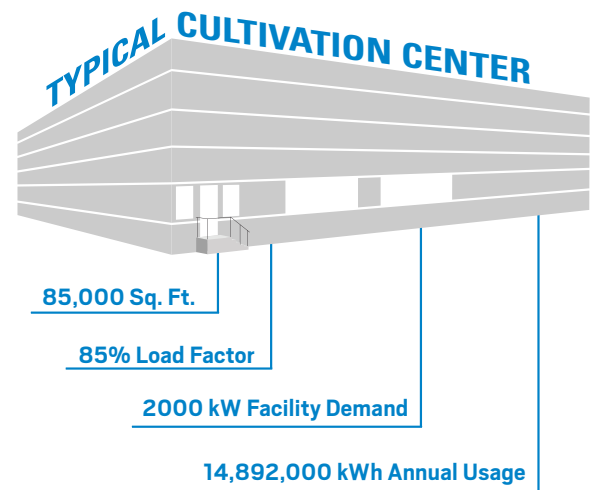 TYPICAL CULTIVATION CENTER
85,000 Sq. Ft.
85% Load Factor
2000 kW Facility Demand
14,892,000 kWh Annual Usage